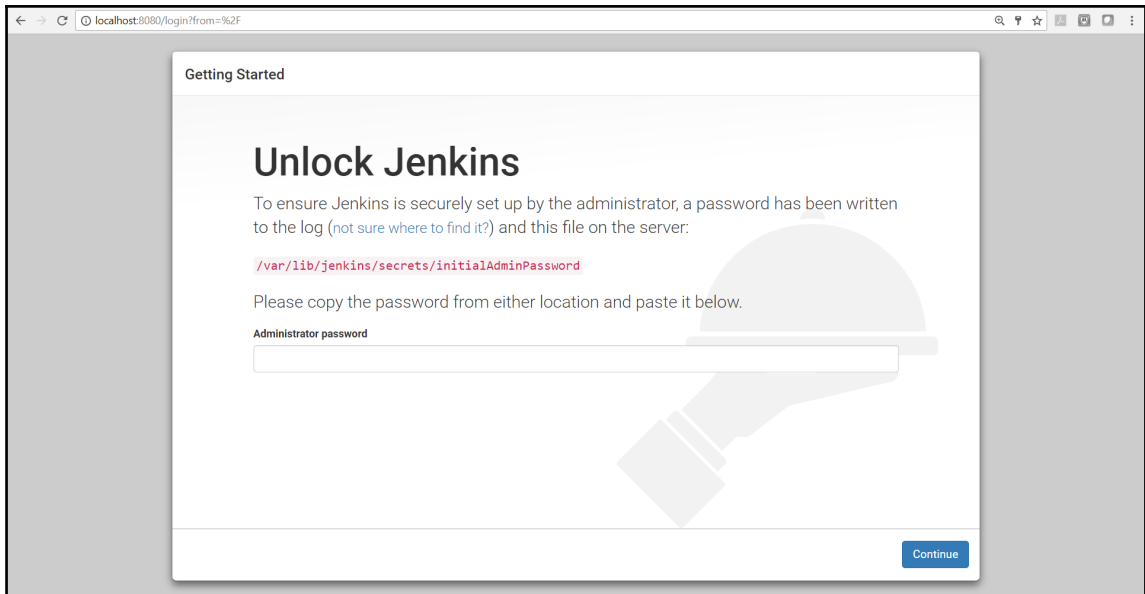 localhost:8080/login?from=%2F
Getting Started
Unlock Jenkins
To ensure Jenkins is securely set up by the administrator, a password has been written
to the log (not sure where to find it?) and this file on the server:
/var/lib/jenkins/secrets/initialAdminPassword
Please copy the password from either location and paste it below.
Administrator password
Continue